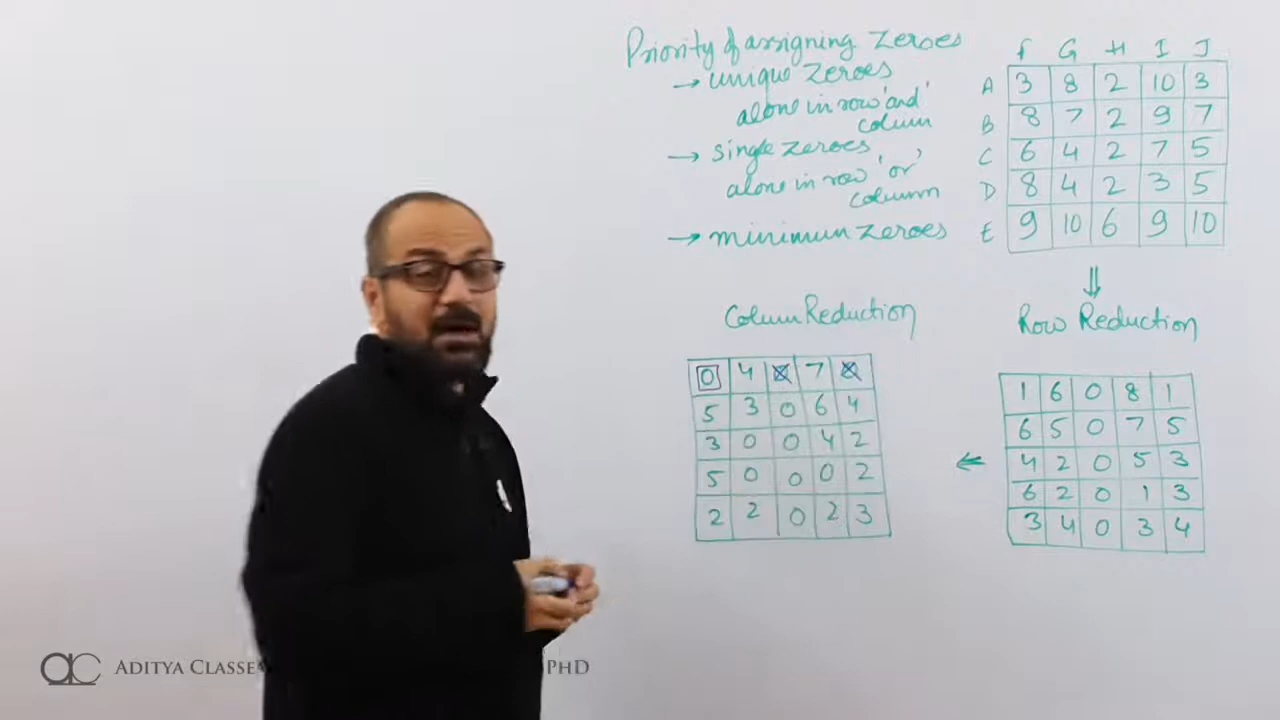 Priority of assigning Zeroes
→ unique zeroes
alone in row 'and'
column
→ single zeroes
alone in row 'or'
column
→ minimum zeroes
F G H I J
A 3 8 2 10 3
B 8 7 2 9 7
C 6 4 2 7 5
D 8 4 2 3 5
E 9 10 6 9 10
Column Reduction
0 4 7
5 3 0 6 4
3 0 0 4 2
5 0 0 0 2
2 2 0 2 3
Row Reduction
1 6 0 8 1
6 5 0 7 5
4 2 0 5 3
6 2 0 1 3
3 4 0 3 4
ac ADITYA CLASSE PHD